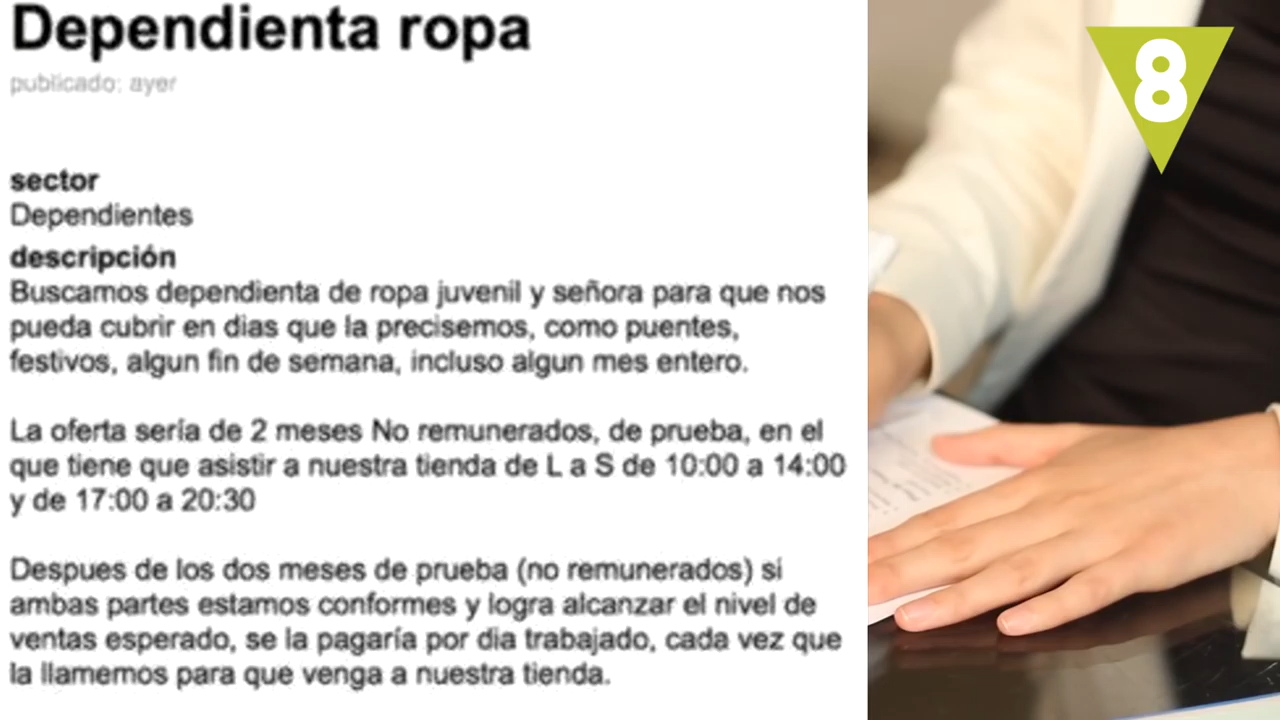 Dependienta ropa
publicado: ayer
sector
Dependientes
descripción
Buscamos dependienta de ropa juvenil y señora para que nos
pueda cubrir en dias que la precisemos, como puentes,
festivos, algun fin de semana, incluso algun mes entero.
La oferta sería de 2 meses No remunerados, de prueba, en el
que tiene que asistir a nuestra tienda de L a S de 10:00 a 14:00
y de 17:00 a 20:30
Despues de los dos meses de prueba (no remunerados) si
ambas partes estamos conformes y logra alcanzar el nivel de
ventas esperado, se la pagaría por dia trabajado, cada vez que
la llamemos para que venga a nuestra tienda.
8